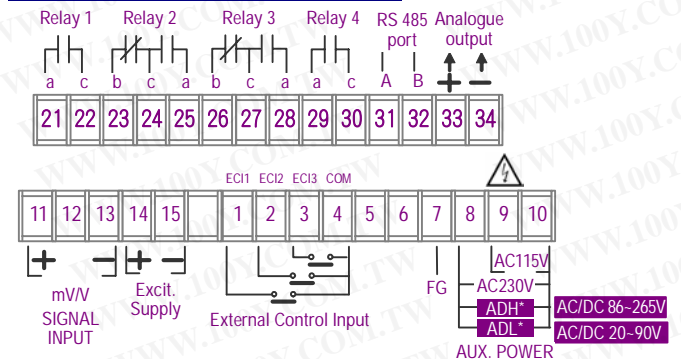 Relay 1 Relay 2 Relay 3 Relay 4 RS 485 port Analogue output
a c b c a b c a a c A B + −
21 22 23 24 25 26 27 28 29 30 31 32 33 34
ECI1 ECI2 ECI3 COM
11 12 13 14 15 1 2 3 4 5 6 7 8 9 10
+ − + −
mV/V SIGNAL INPUT
Excit. Supply
External Control Input
FG
AC115V
AC230V
ADH* AC/DC 86~265V
ADL* AC/DC 20~90V
AUX. POWER
WWW.100Y.COM.TW